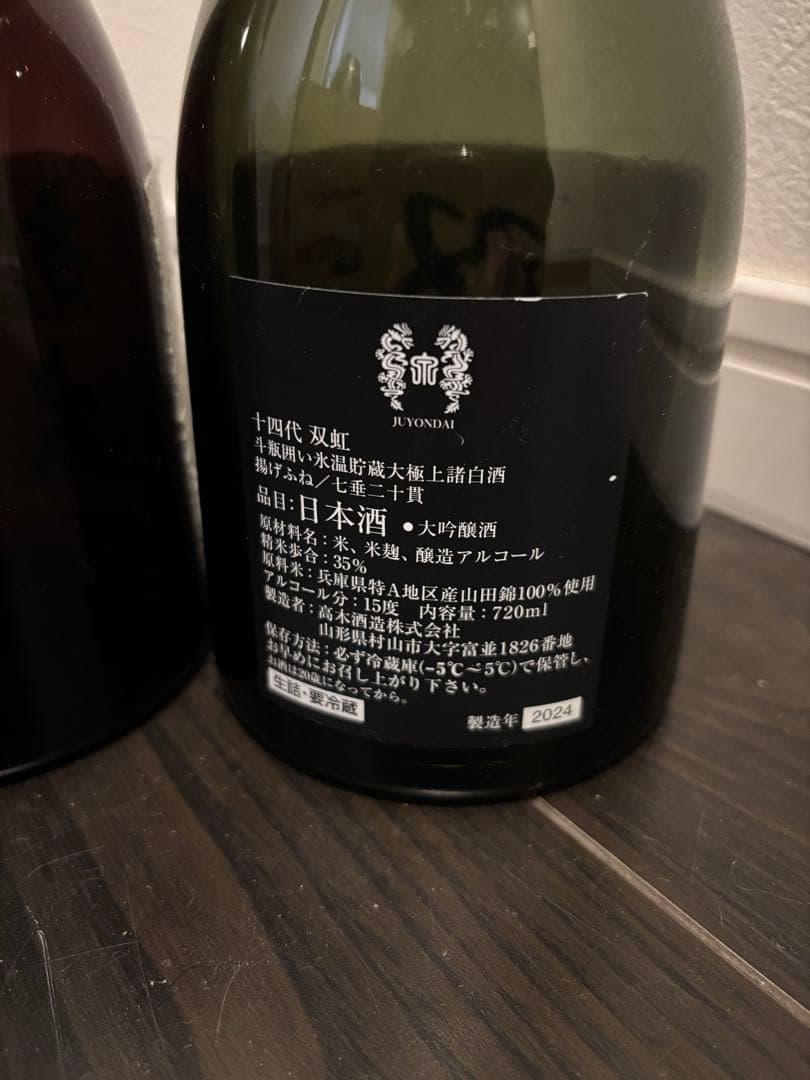 JUYONDAI
十四代 双虹
斗瓶囲い氷温貯蔵大極上諸白酒
揚げふね／七垂二十貫
品目:日本酒 ●大吟醸酒
原材料名：米、米麹、醸造アルコール
精米歩合：35%
原料米：兵庫県特A地区産山田錦100%使用
アルコール分：15度 内容量：720ml
製造者：高木酒造株式会社
山形県村山市大字富並1826番地
保存方法：必ず冷蔵庫(-5℃～5℃)で保管し、
お早めにお召し上がり下さい。
お酒は20歳になってから。
生詰・要冷蔵
製造年 2024